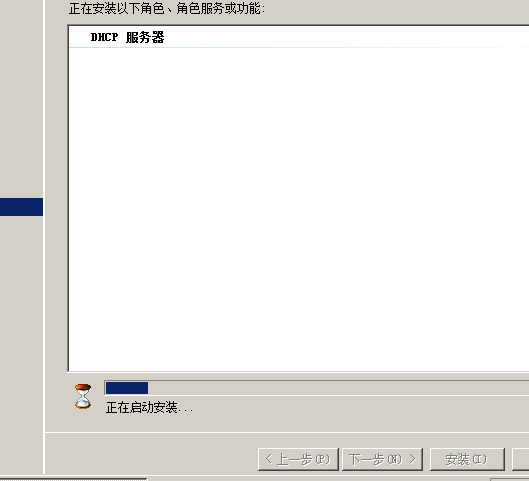 正在安装以下角色、角色服务或功能:
DHCP 服务器
正在启动安装...
< 上一步(P)
下一步(N) >
安装(I)